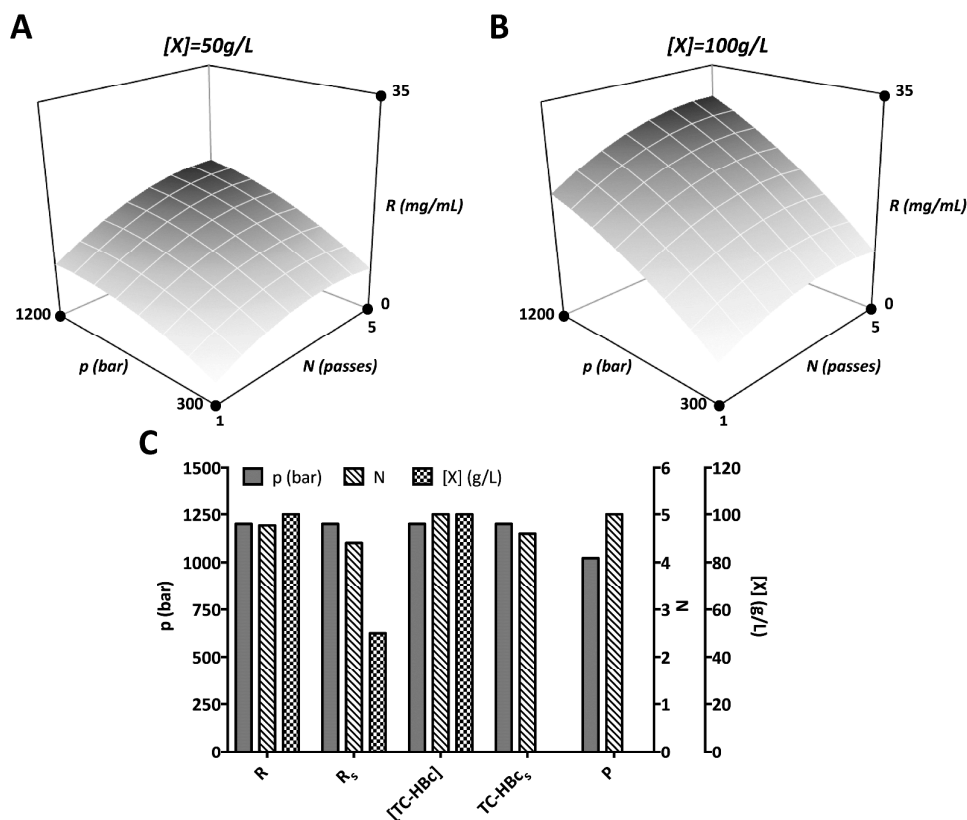 A
[X]=50g/L
35
R (mg/mL)
0
5
1200
p (bar)
N (passes)
300
1
B
[X]=100g/L
35
R (mg/mL)
0
5
1200
p (bar)
N (passes)
300
1
C
p (bar)
N
[X] (g/L)
p (bar)
1500
1250
1000
750
500
250
0
6
5
4
3
2
1
0
N
120
100
80
60
40
20
0
[X] (g/L)
R
Rs
[TC-HBc]
TC-HBcs
P